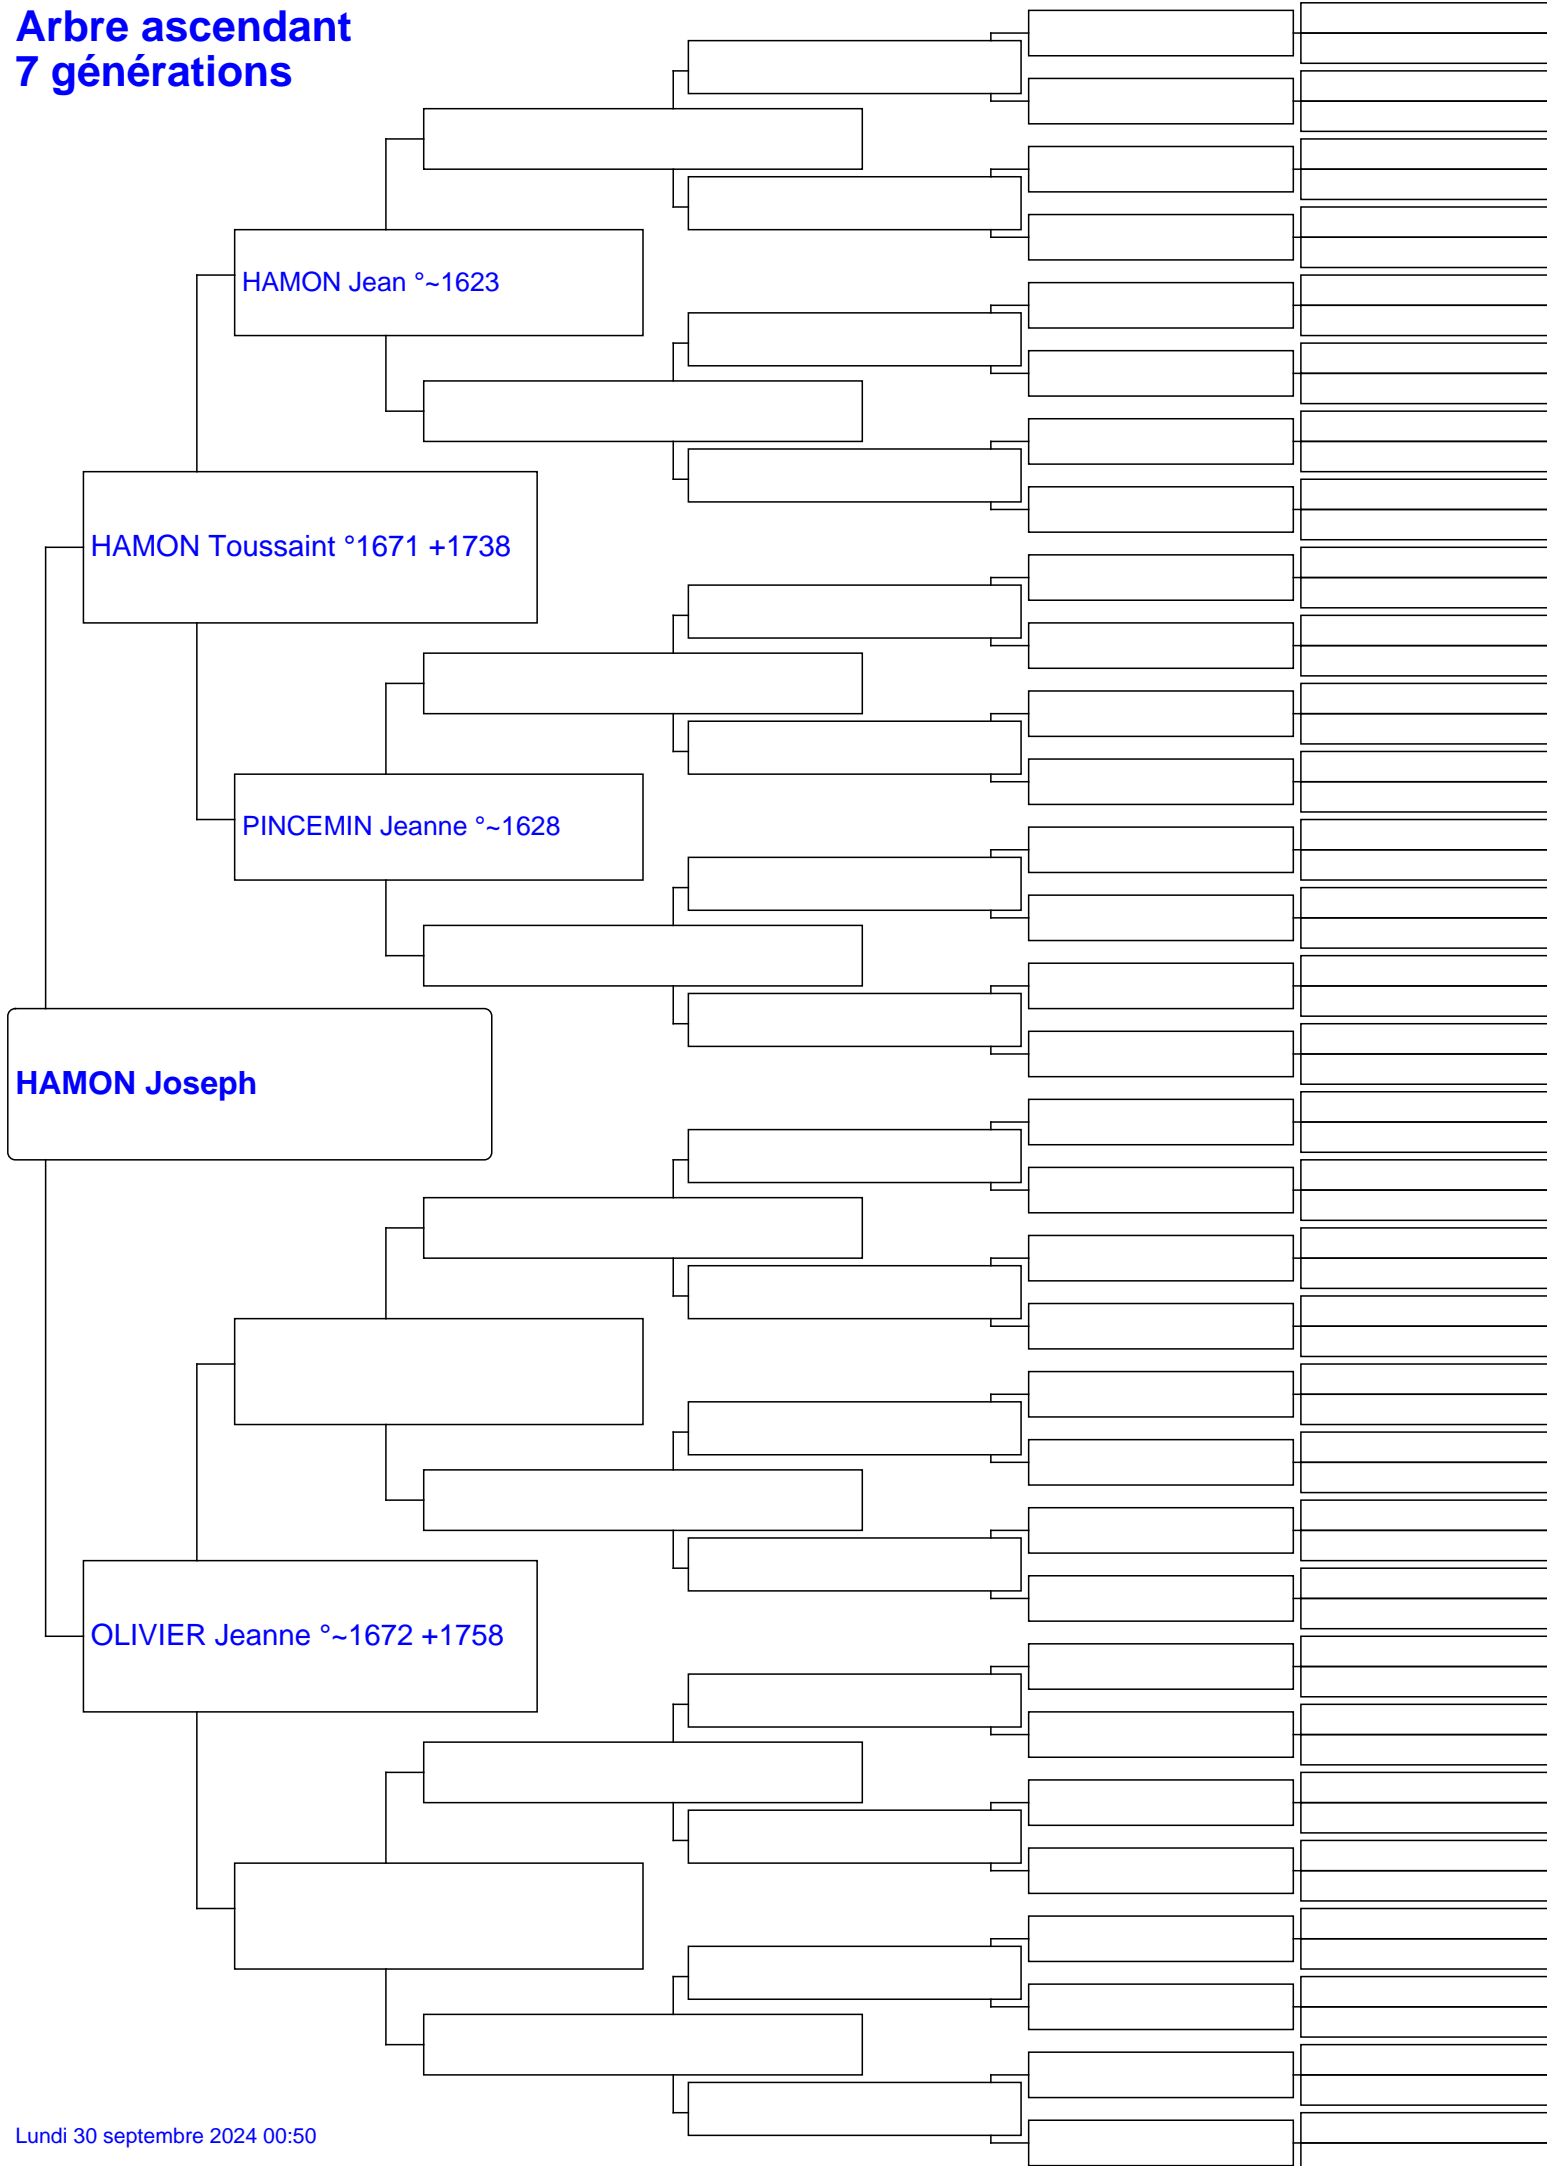 Arbre ascendant
7 générations
HAMON Jean °~1623
HAMON Toussaint °1671 +1738
PINCEMIN Jeanne °~1628
HAMON Joseph
OLIVIER Jeanne °~1672 +1758
Lundi 30 septembre 2024 00:50